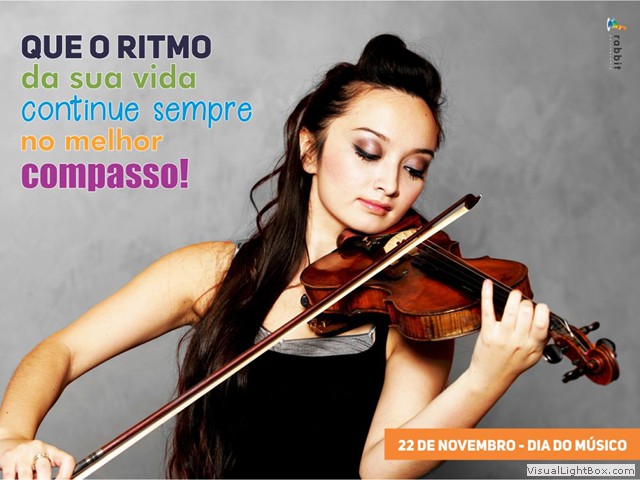 QUE O RITMO
da sua vida
continue sempre
no melhor
compasso!
rabbit
22 DE NOVEMBRO - DIA DO MÚSICO
VisualLightBox.com